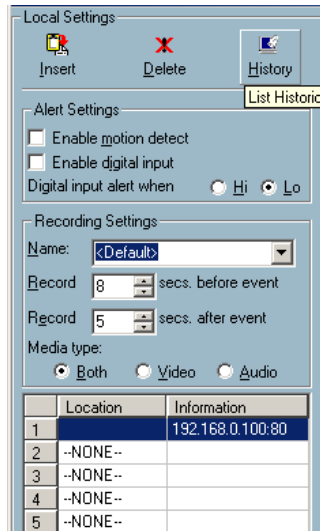 Local Settings
Insert Delete History
List Historic
Alert Settings
Enable motion detect
Enable digital input
Digital input alert when Hi Lo
Recording Settings
Name: <Default>
Record 8 secs. before event
Record 5 secs. after event
Media type:
Both Video Audio
Location Information
1 192.168.0.100:80
2 --NONE--
3 --NONE--
4 --NONE--
5 --NONE--